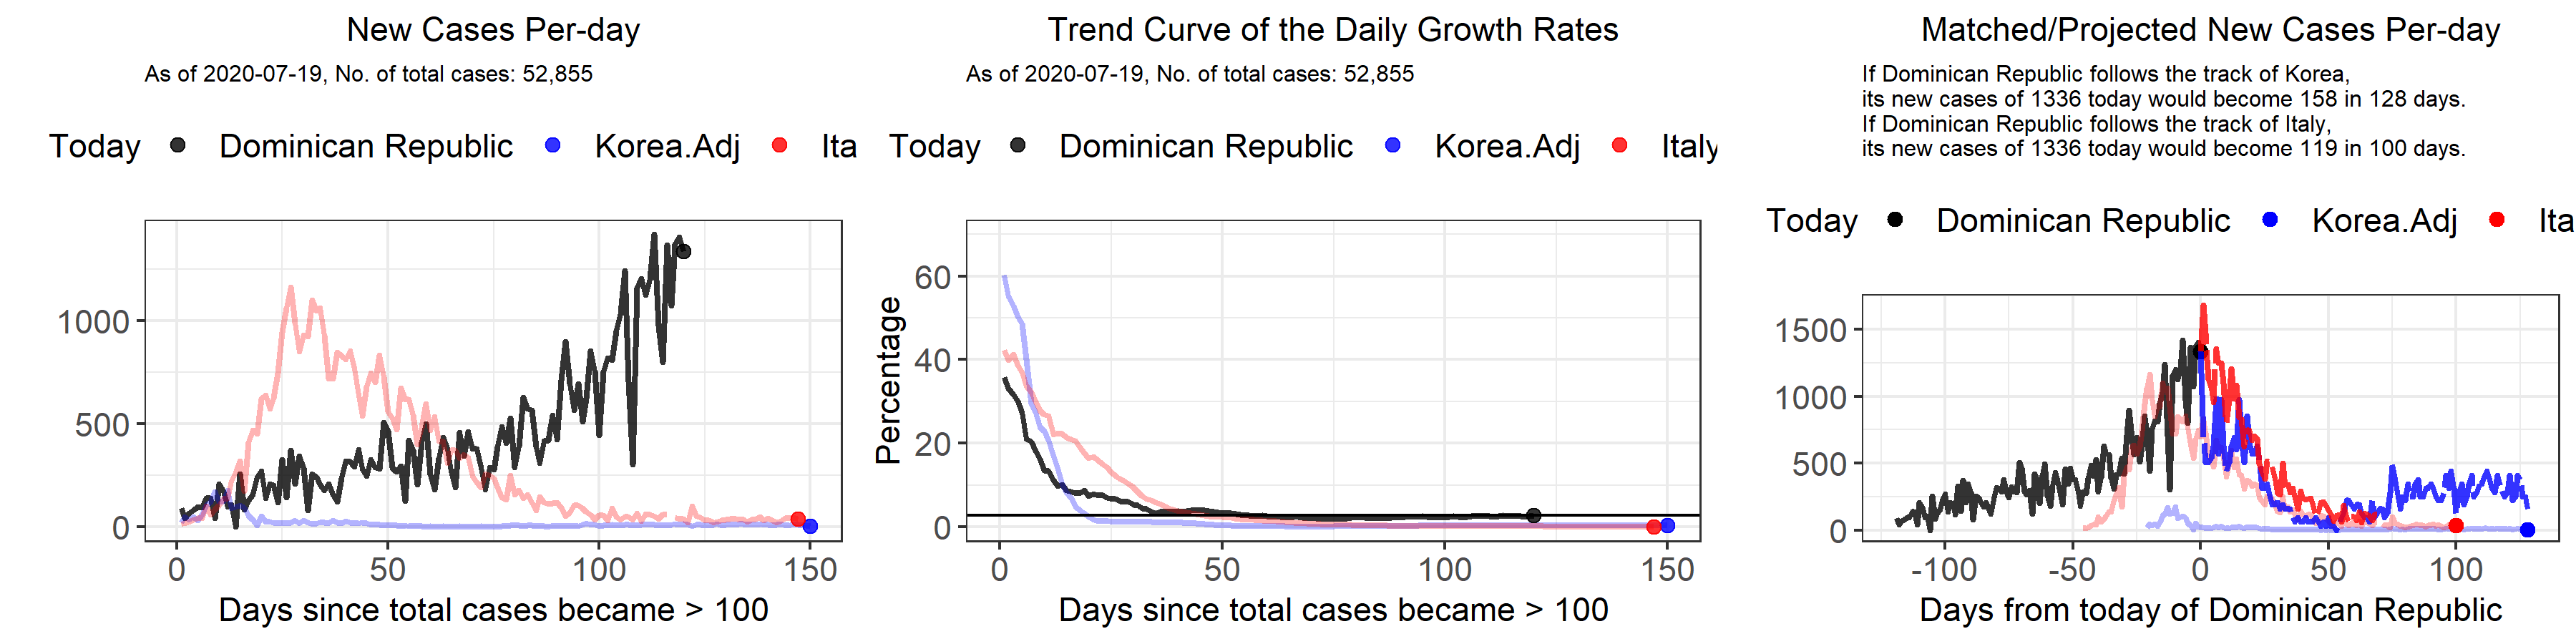 New Cases Per-day
As of 2020-07-19, No. of total cases: 52,855
Today Dominican Republic Korea.Adj Ita
1000
500
0
0 50 100 150
Days since total cases became > 100
Trend Curve of the Daily Growth Rates
As of 2020-07-19, No. of total cases: 52,855
Today Dominican Republic Korea.Adj Italy
Percentage
60
40
20
0
0 50 100 150
Days since total cases became > 100
Matched/Projected New Cases Per-day
If Dominican Republic follows the track of Korea,
its new cases of 1336 today would become 158 in 128 days.
If Dominican Republic follows the track of Italy,
its new cases of 1336 today would become 119 in 100 days.
Today Dominican Republic Korea.Adj Ita
1500
1000
500
0
-100 -50 0 50 100
Days from today of Dominican Republic